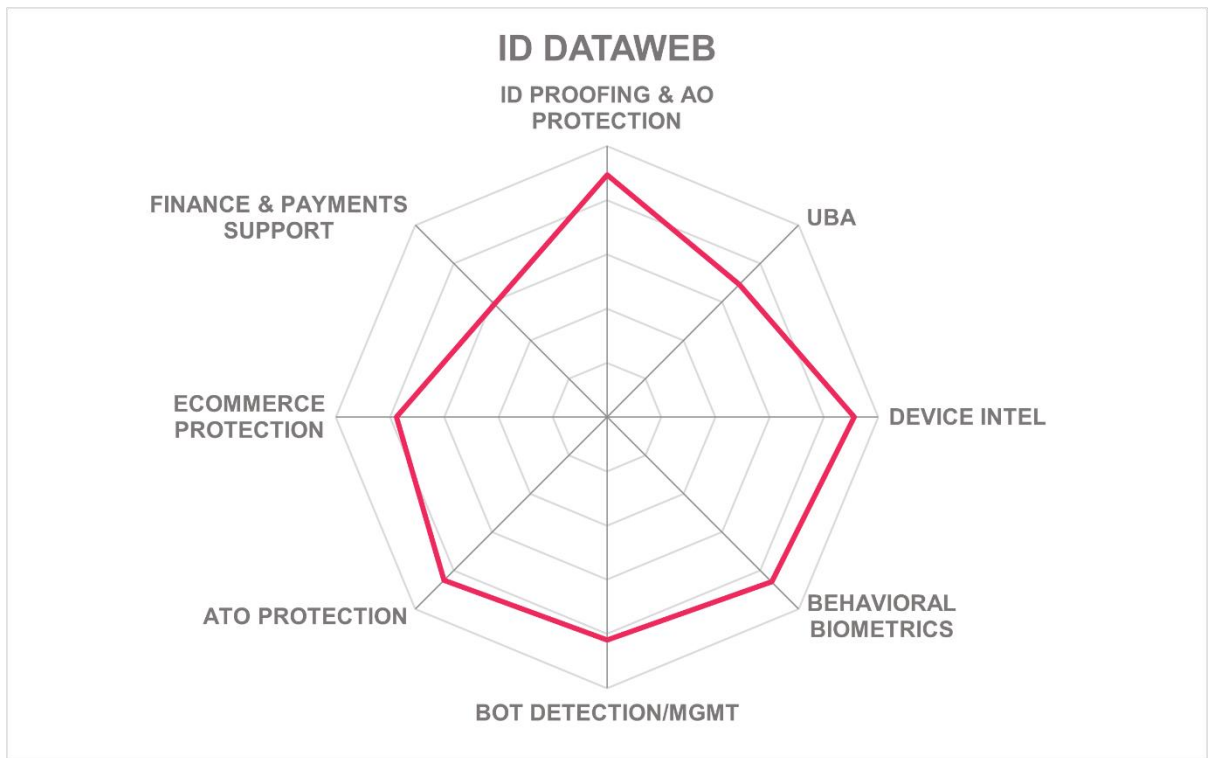 ID DATAWEB
ID PROOFING & AO
PROTECTION
FINANCE & PAYMENTS
SUPPORT
UBA
ECOMMERCE
PROTECTION
DEVICE INTEL
ATO PROTECTION
BEHAVIORAL
BIOMETRICS
BOT DETECTION/MGMT